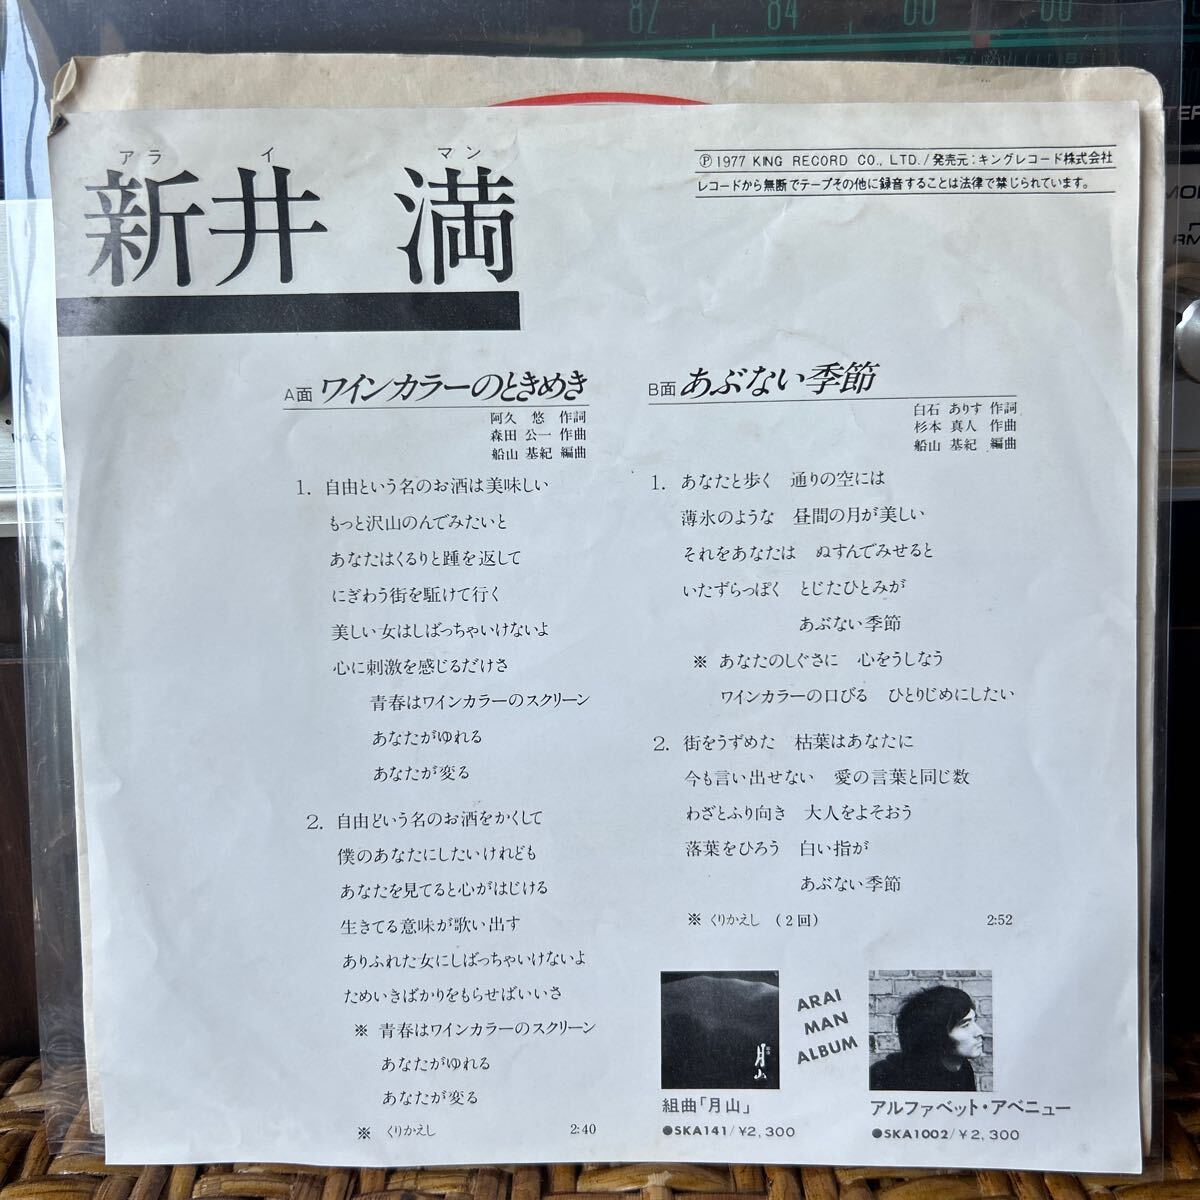 82 84
アライ マン
新井 満
Ⓟ1977 KING RECORD CO., LTD./発売元:キングレコード株式会社
レコードから無断でテープその他に録音することは法律で禁じられています。
A面 ワインカラーのときめき
阿久 悠 作詞
森田 公一 作曲
船山 基紀 編曲
1. 自由という名のお酒は美味しい
もっと沢山のんでみたいと
あなたはくるりと踵を返して
にぎわう街を駈けて行く
美しい女はしばっちゃいけないよ
心に刺激を感じるだけさ
青春はワインカラーのスクリーン
あなたがゆれる
あなたが変る
2. 自由という名のお酒をかくして
僕のあなたにしたいけれども
あなたを見てると心がはじける
生きてる意味が歌い出す
ありふれた女にしばっちゃいけないよ
ためいきばかりをもらせばいいさ
※ 青春はワインカラーのスクリーン
あなたがゆれる
あなたが変る
※ くりかえし 2:40
B面 あぶない季節
白石 ありす 作詞
杉本 真人 作曲
船山 基紀 編曲
1. あなたと歩く 通りの空には
薄氷のような 昼間の月が美しい
それをあなたは ぬすんでみせると
いたずらっぽく とじたひとみが
あぶない季節
※ あなたのしぐさに 心をうしなう
ワインカラーの口びる ひとりじめにしたい
2. 街をうずめた 枯葉はあなたに
今も言い出せない 愛の言葉と同じ数
わざとふり向き 大人をよそおう
落葉をひろう 白い指が
あぶない季節
※ くりかえし (2回) 2:52
月山
ARAI
MAN
ALBUM
組曲「月山」
●SKA141/¥2,300
アルファベット・アベニュー
●SKA1002/¥2,300